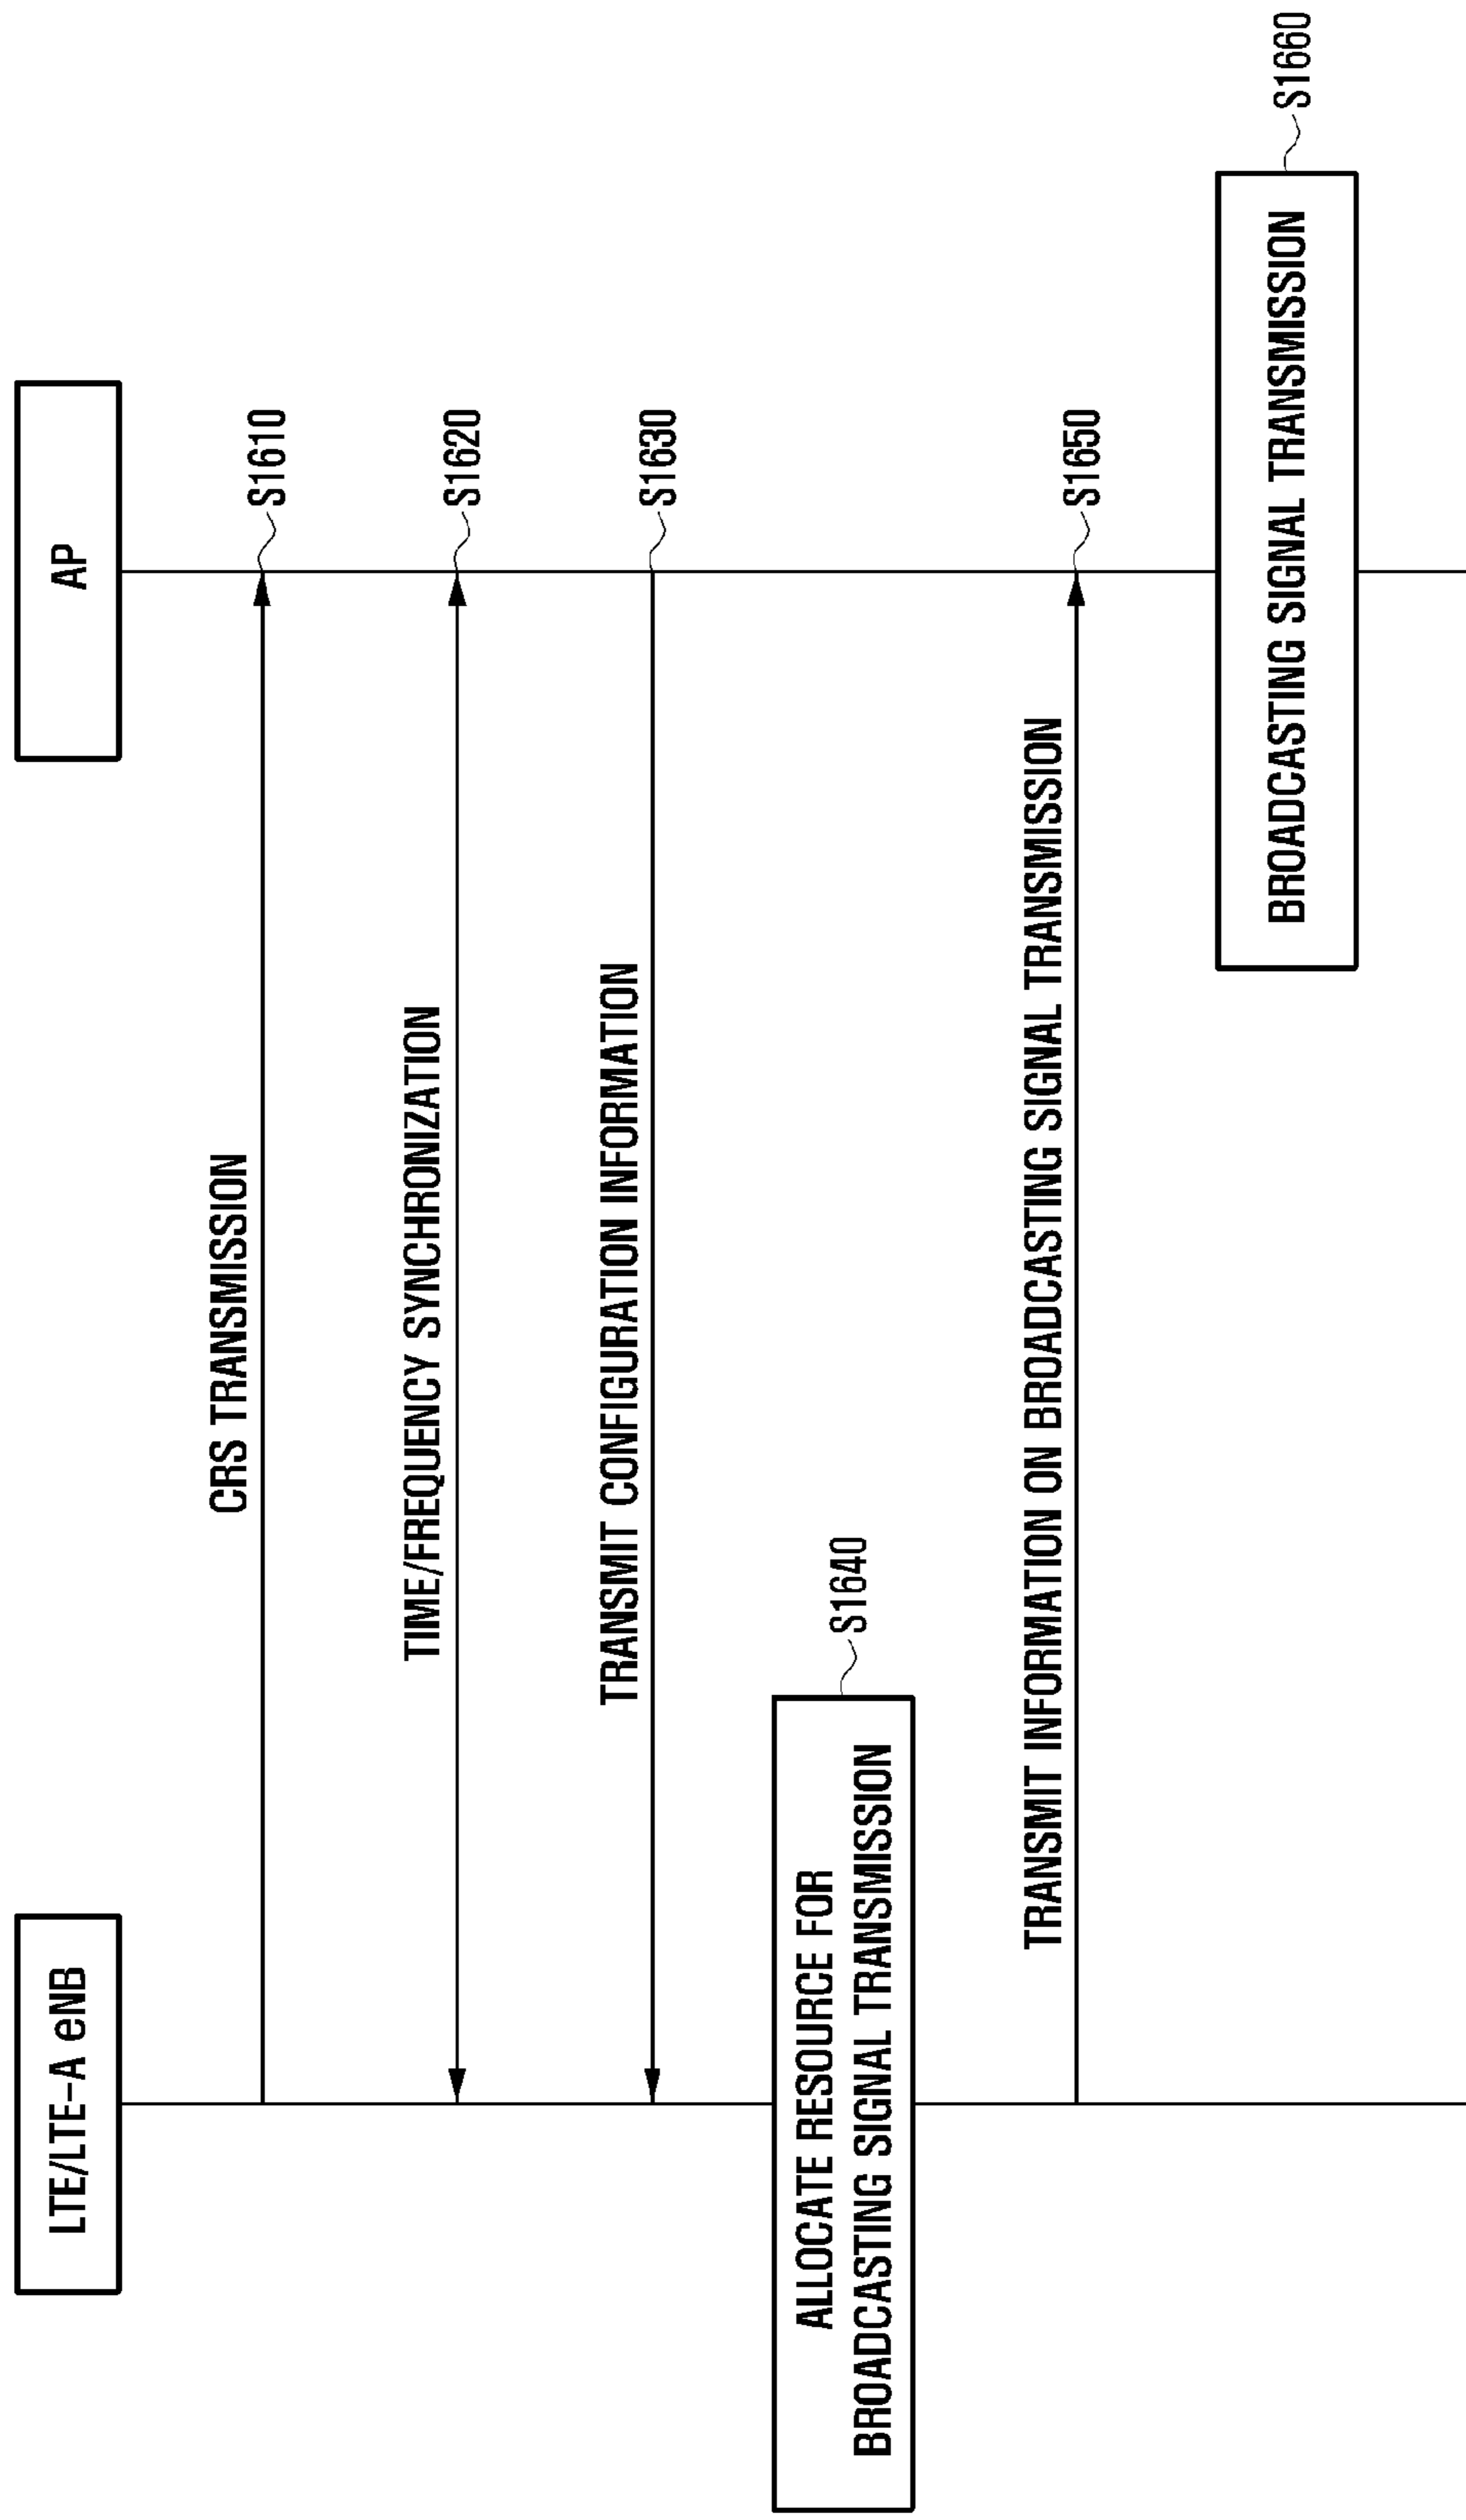 LTE/LTE-A eNB
AP
CRS TRANSMISSION
S1610
TIME/FREQUENCY SYNCHRONIZATION
S1620
TRANSMIT CONFIGURATION INFORMATION
S1630
ALLOCATE RESOURCE FOR
BROADCASTING SIGNAL TRANSMISSION
S1640
TRANSMIT INFORMATION ON BROADCASTING SIGNAL TRANSMISSION
S1650
BROADCASTING SIGNAL TRANSMISSION
S1660